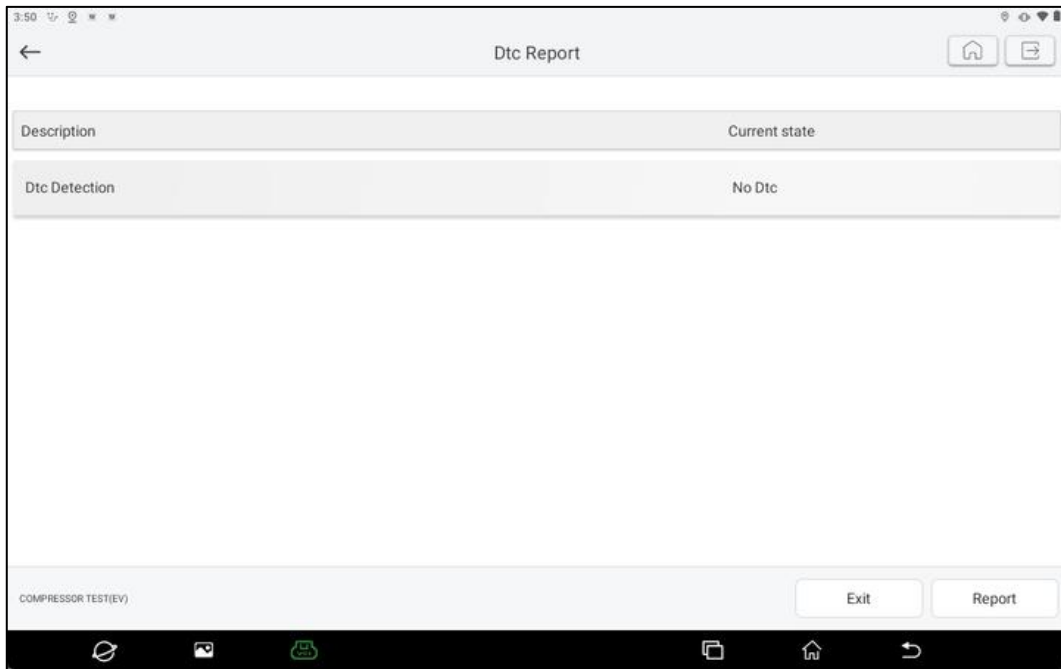 3:50
Dtc Report
Description Current state
Dtc Detection No Dtc
COMPRESSOR TEST(EV) Exit Report